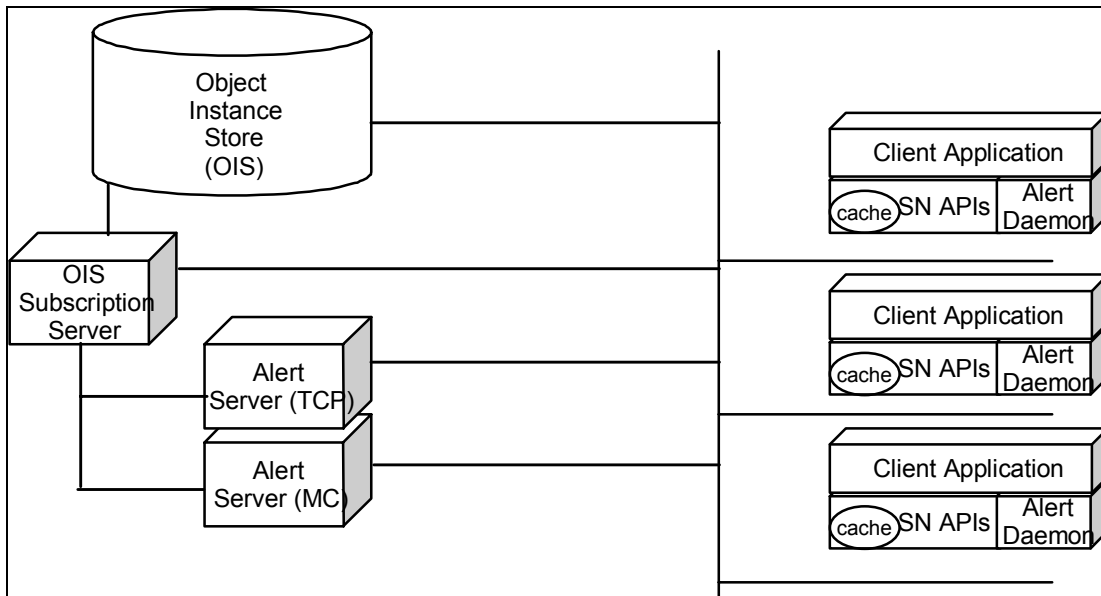 Object
Instance
Store
(OIS)
OIS
Subscription
Server
Alert
Server (TCP)
Alert
Server (MC)
Client Application
cache
SN APIs
Alert
Daemon
Client Application
cache
SN APIs
Alert
Daemon
Client Application
cache
SN APIs
Alert
Daemon